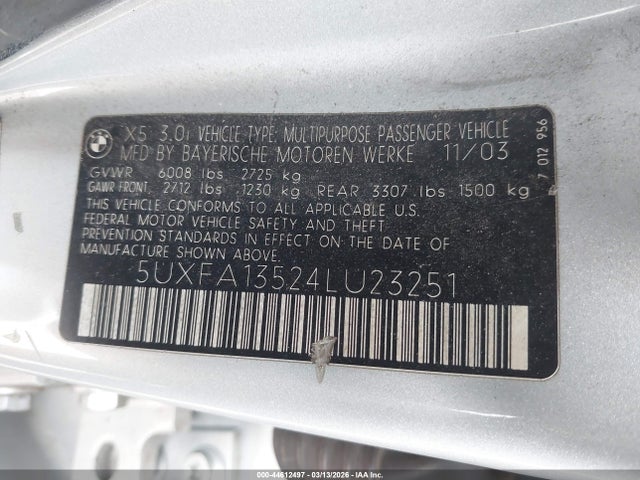 BMW
X5 3.0i VEHICLE TYPE: MULTIPURPOSE PASSENGER VEHICLE
MFD BY BAYERISCHE MOTOREN WERKE 11/03
GVWR 6008 lbs 2725 kg
GAWR FRONT, 2712 lbs .1230 kg REAR 3307 lbs 1500 kg
THIS VEHICLE CONFORMS TO ALL APPLICABLE U.S.
FEDERAL MOTOR VEHICLE SAFETY AND THEFT
PREVENTION IN EFFECT ON THE DATE OF
MANUFACTURE SHOWN ABOVE.
5UXFA13524LU23251
7 012 956
000-44612497 - 03/13/2026 - IAA Inc.